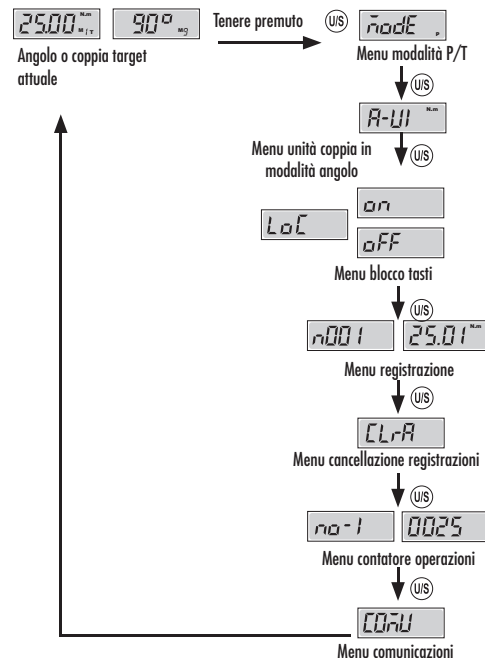 25.00 N.m M/T 90° Mg Tenere premuto U/S modE P
Angolo o coppia target
attuale
Menu modalità P/T
U/S
A-UI N.m
Menu unità coppia in
modalità angolo
U/S
LoC
on
oFF
Menu blocco tasti
U/S
n001 25.01 N.m
Menu registrazione
U/S
CLrA
Menu cancellazione registrazioni
U/S
no-1 0025
Menu contatore operazioni
U/S
COmU
Menu comunicazioni